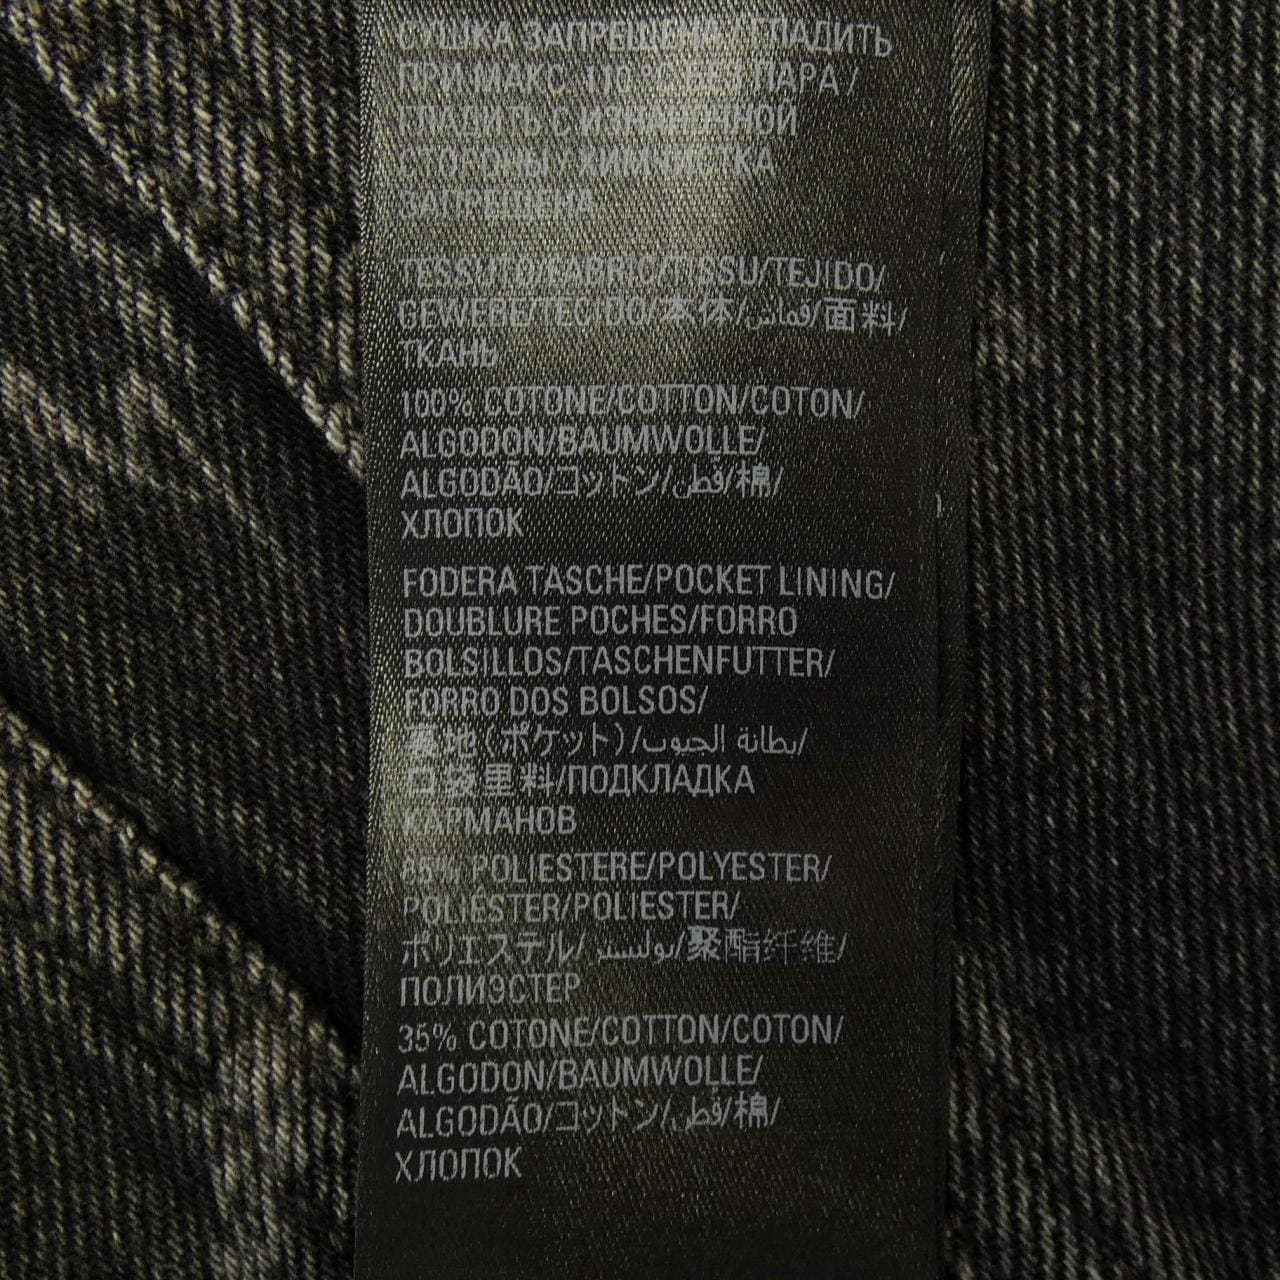 СУШКА ЗАПРЕЩЕНА / ГЛАДИТЬ
ПРИ МАКС. 110°C БЕЗ ПАРА /
ГЛАДИТЬ С ИЗНАНОЧНОЙ
СТОРОНЫ / ХИМЧИСТКА
ЗАПРЕЩЕНА
TESSUTO/FABRIC/TISSU/TEJIDO/
GEWEBE/TECIDO/本体/قماش/面料/
ТКАНЬ
100% COTONE/COTTON/COTON/
ALGODON/BAUMWOLLE/
ALGODÃO/コットン/قطن/棉/
ХЛОПОК
FODERA TASCHE/POCKET LINING/
DOUBLURE POCHES/FORRO
BOLSILLOS/TASCHENFUTTER/
FORRO DOS BOLSOS/
裏地(ポケット)/بطانة الجيوب/
口袋里料/ПОДКЛАДКА
КАРМАНОВ
65% POLIESTERE/POLYESTER/
POLIÉSTER/POLIESTER/
ポリエステル/بوليستر/聚酯纤维/
ПОЛИЭСТЕР
35% COTONE/COTTON/COTON/
ALGODON/BAUMWOLLE/
ALGODÃO/コットン/قطن/棉/
ХЛОПОК